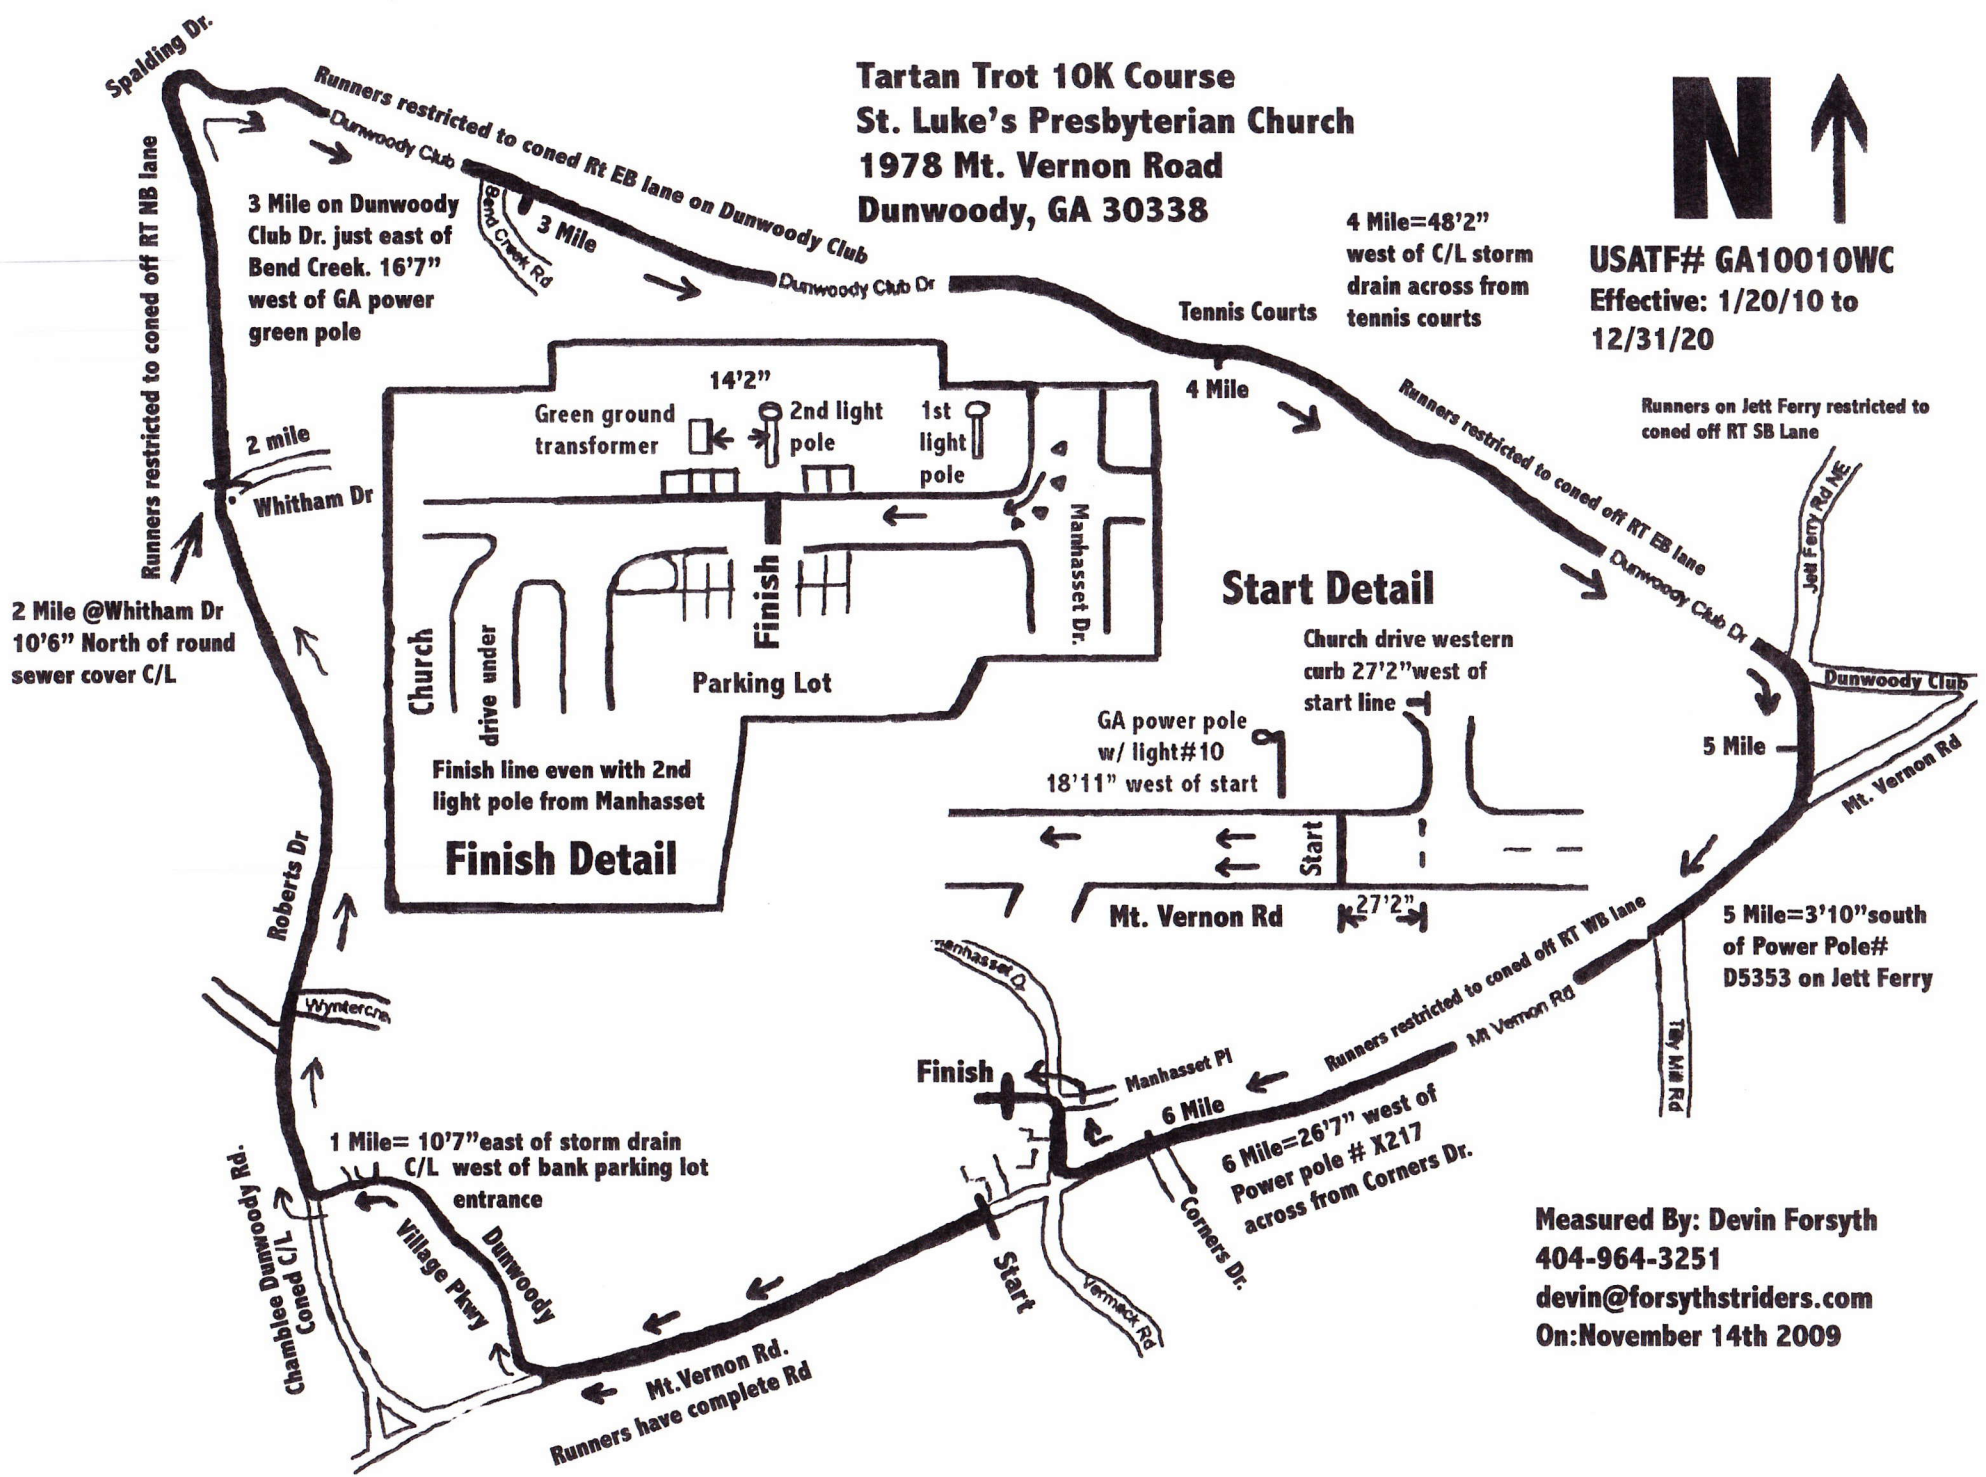 Spalding Dr.
Runners restricted to coned Rt EB lane on Dunwoody Club
Tartan Trot 10K Course
St. Luke's Presbyterian Church
1978 Mt. Vernon Road
Dunwoody, GA 30338
N
USATF# GA10010WC
Effective: 1/20/10 to
12/31/20
Runners restricted to coned off RT NB lane
Dunwoody Club
Bend Creek Rd
3 Mile
3 Mile on Dunwoody
Club Dr. just east of
Bend Creek. 16'7"
west of GA power
green pole
Dunwoody Club Dr
Tennis Courts
4 Mile=48'2"
west of C/L storm
drain across from
tennis courts
4 Mile
Runners restricted to coned off RT EB lane
Runners on Jett Ferry restricted to
coned off RT SB Lane
Jett Ferry Rd NE
Dunwoody Club Dr
Dunwoody Club
5 Mile
Mt. Vernon Rd
2 mile
Whitham Dr
2 Mile @Whitham Dr
10'6" North of round
sewer cover C/L
14'2"
Green ground
transformer
2nd light
pole
1st
light
pole
Manhasset Dr.
Finish
Church
drive under
Parking Lot
Finish line even with 2nd
light pole from Manhasset
Finish Detail
Start Detail
Church drive western
curb 27'2"west of
start line
GA power pole
w/ light#10
18'11" west of start
Start
Mt. Vernon Rd
27'2"
5 Mile=3'10"south
of Power Pole#
D5353 on Jett Ferry
Runners restricted to coned off RT WB lane
Mt Vernon Rd
Roberts Dr
Manhasset Pl
Finish
6 Mile
6 Mile=26'7" west of
Power pole # X217
across from Corners Dr.
Corners Dr.
1 Mile= 10'7"east of storm drain
C/L west of bank parking lot
entrance
Chamblee Dunwoody Rd.
Coned C/L
Dunwoody
Village Pkwy
Start
Vermack Rd
Mt.Vernon Rd.
Runners have complete Rd
Measured By: Devin Forsyth
404-964-3251
devin@forsythstriders.com
On:November 14th 2009